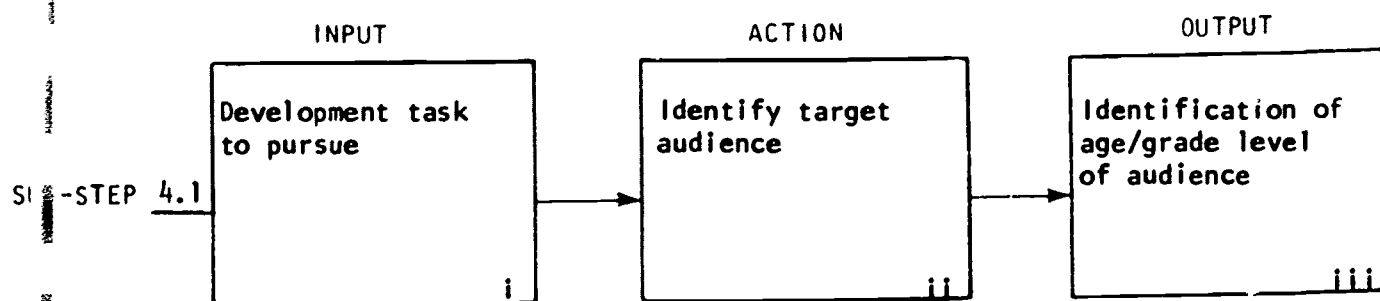 INPUT ACTION OUTPUT
Development task
to pursue
Identify target
audience
Identification of
age/grade level
of audience
-STEP 4.1
i ii iii